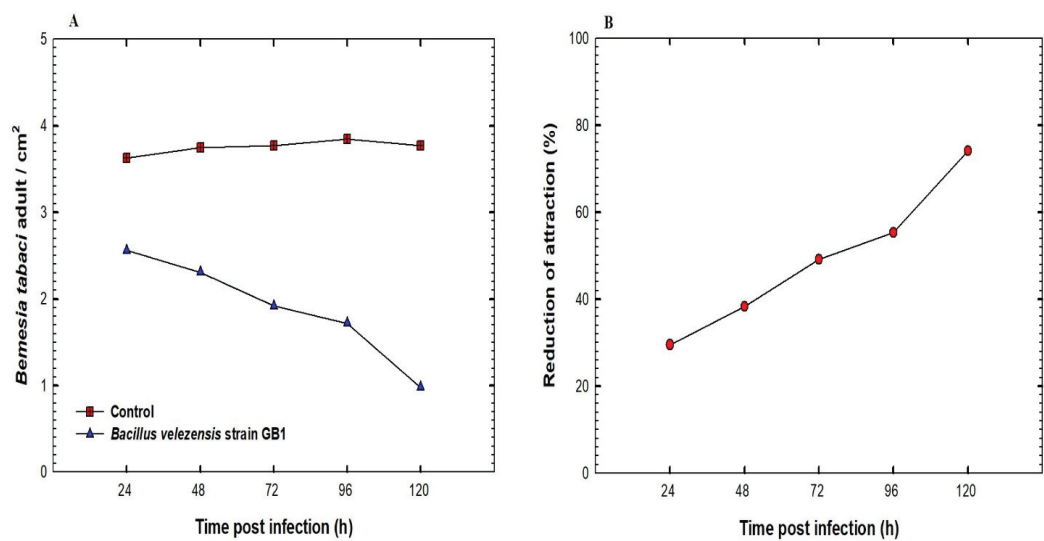 A
Bemesia tabaci adult / cm²
5
4
3
2
1
0
Control
Bacillus velezensis strain GB1
24 48 72 96 120
Time post infection (h)
B
Reduction of attraction (%)
100
80
60
40
20
0
24 48 72 96 120
Time post infection (h)